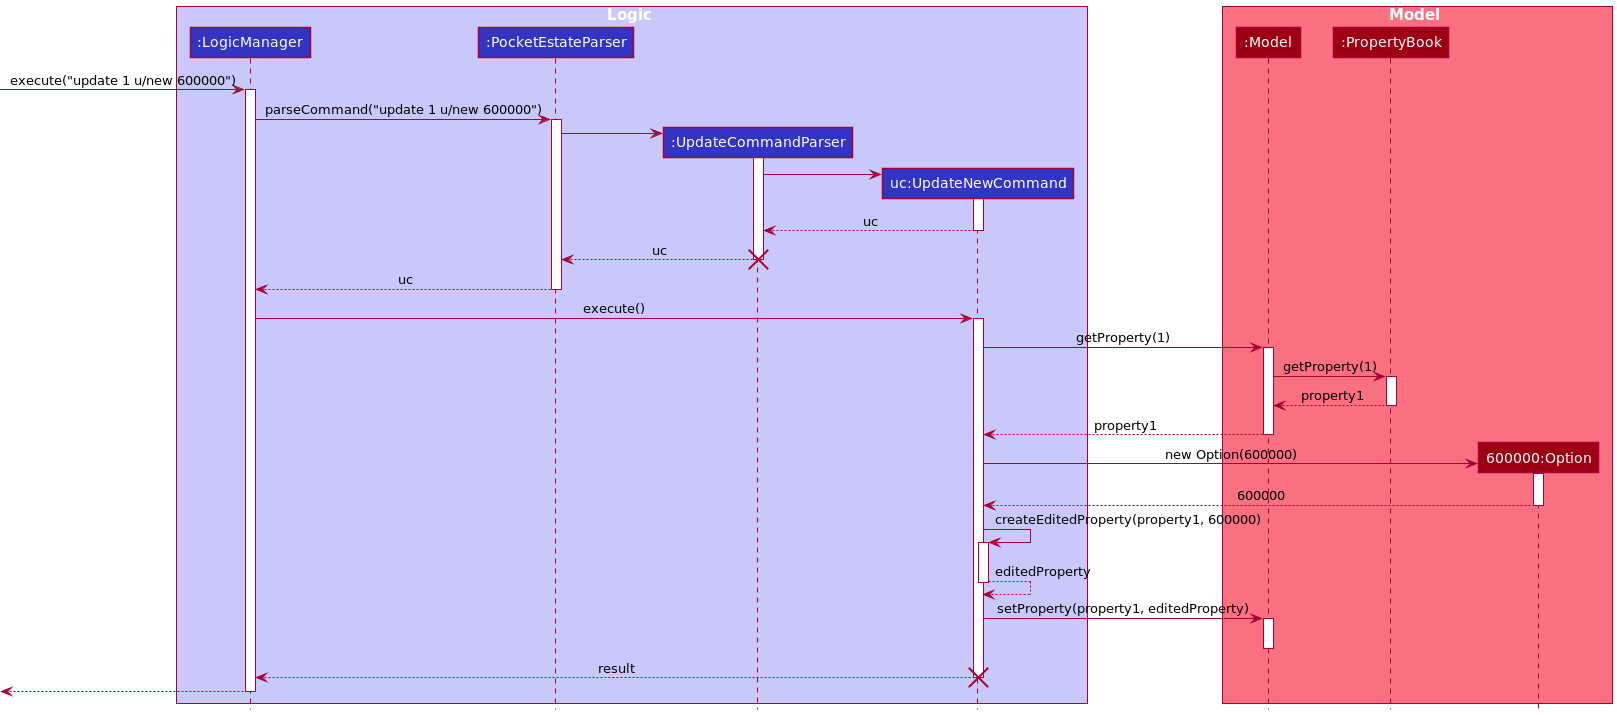 Logic
Model
:LogicManager
:PocketEstateParser
:Model
:PropertyBook
execute("update 1 u/new 600000")
parseCommand("update 1 u/new 600000")
:UpdateCommandParser
uc:UpdateNewCommand
uc
uc
uc
execute()
getProperty(1)
getProperty(1)
property1
property1
new Option(600000)
600000:Option
600000
createEditedProperty(property1, 600000)
editedProperty
setProperty(property1, editedProperty)
result